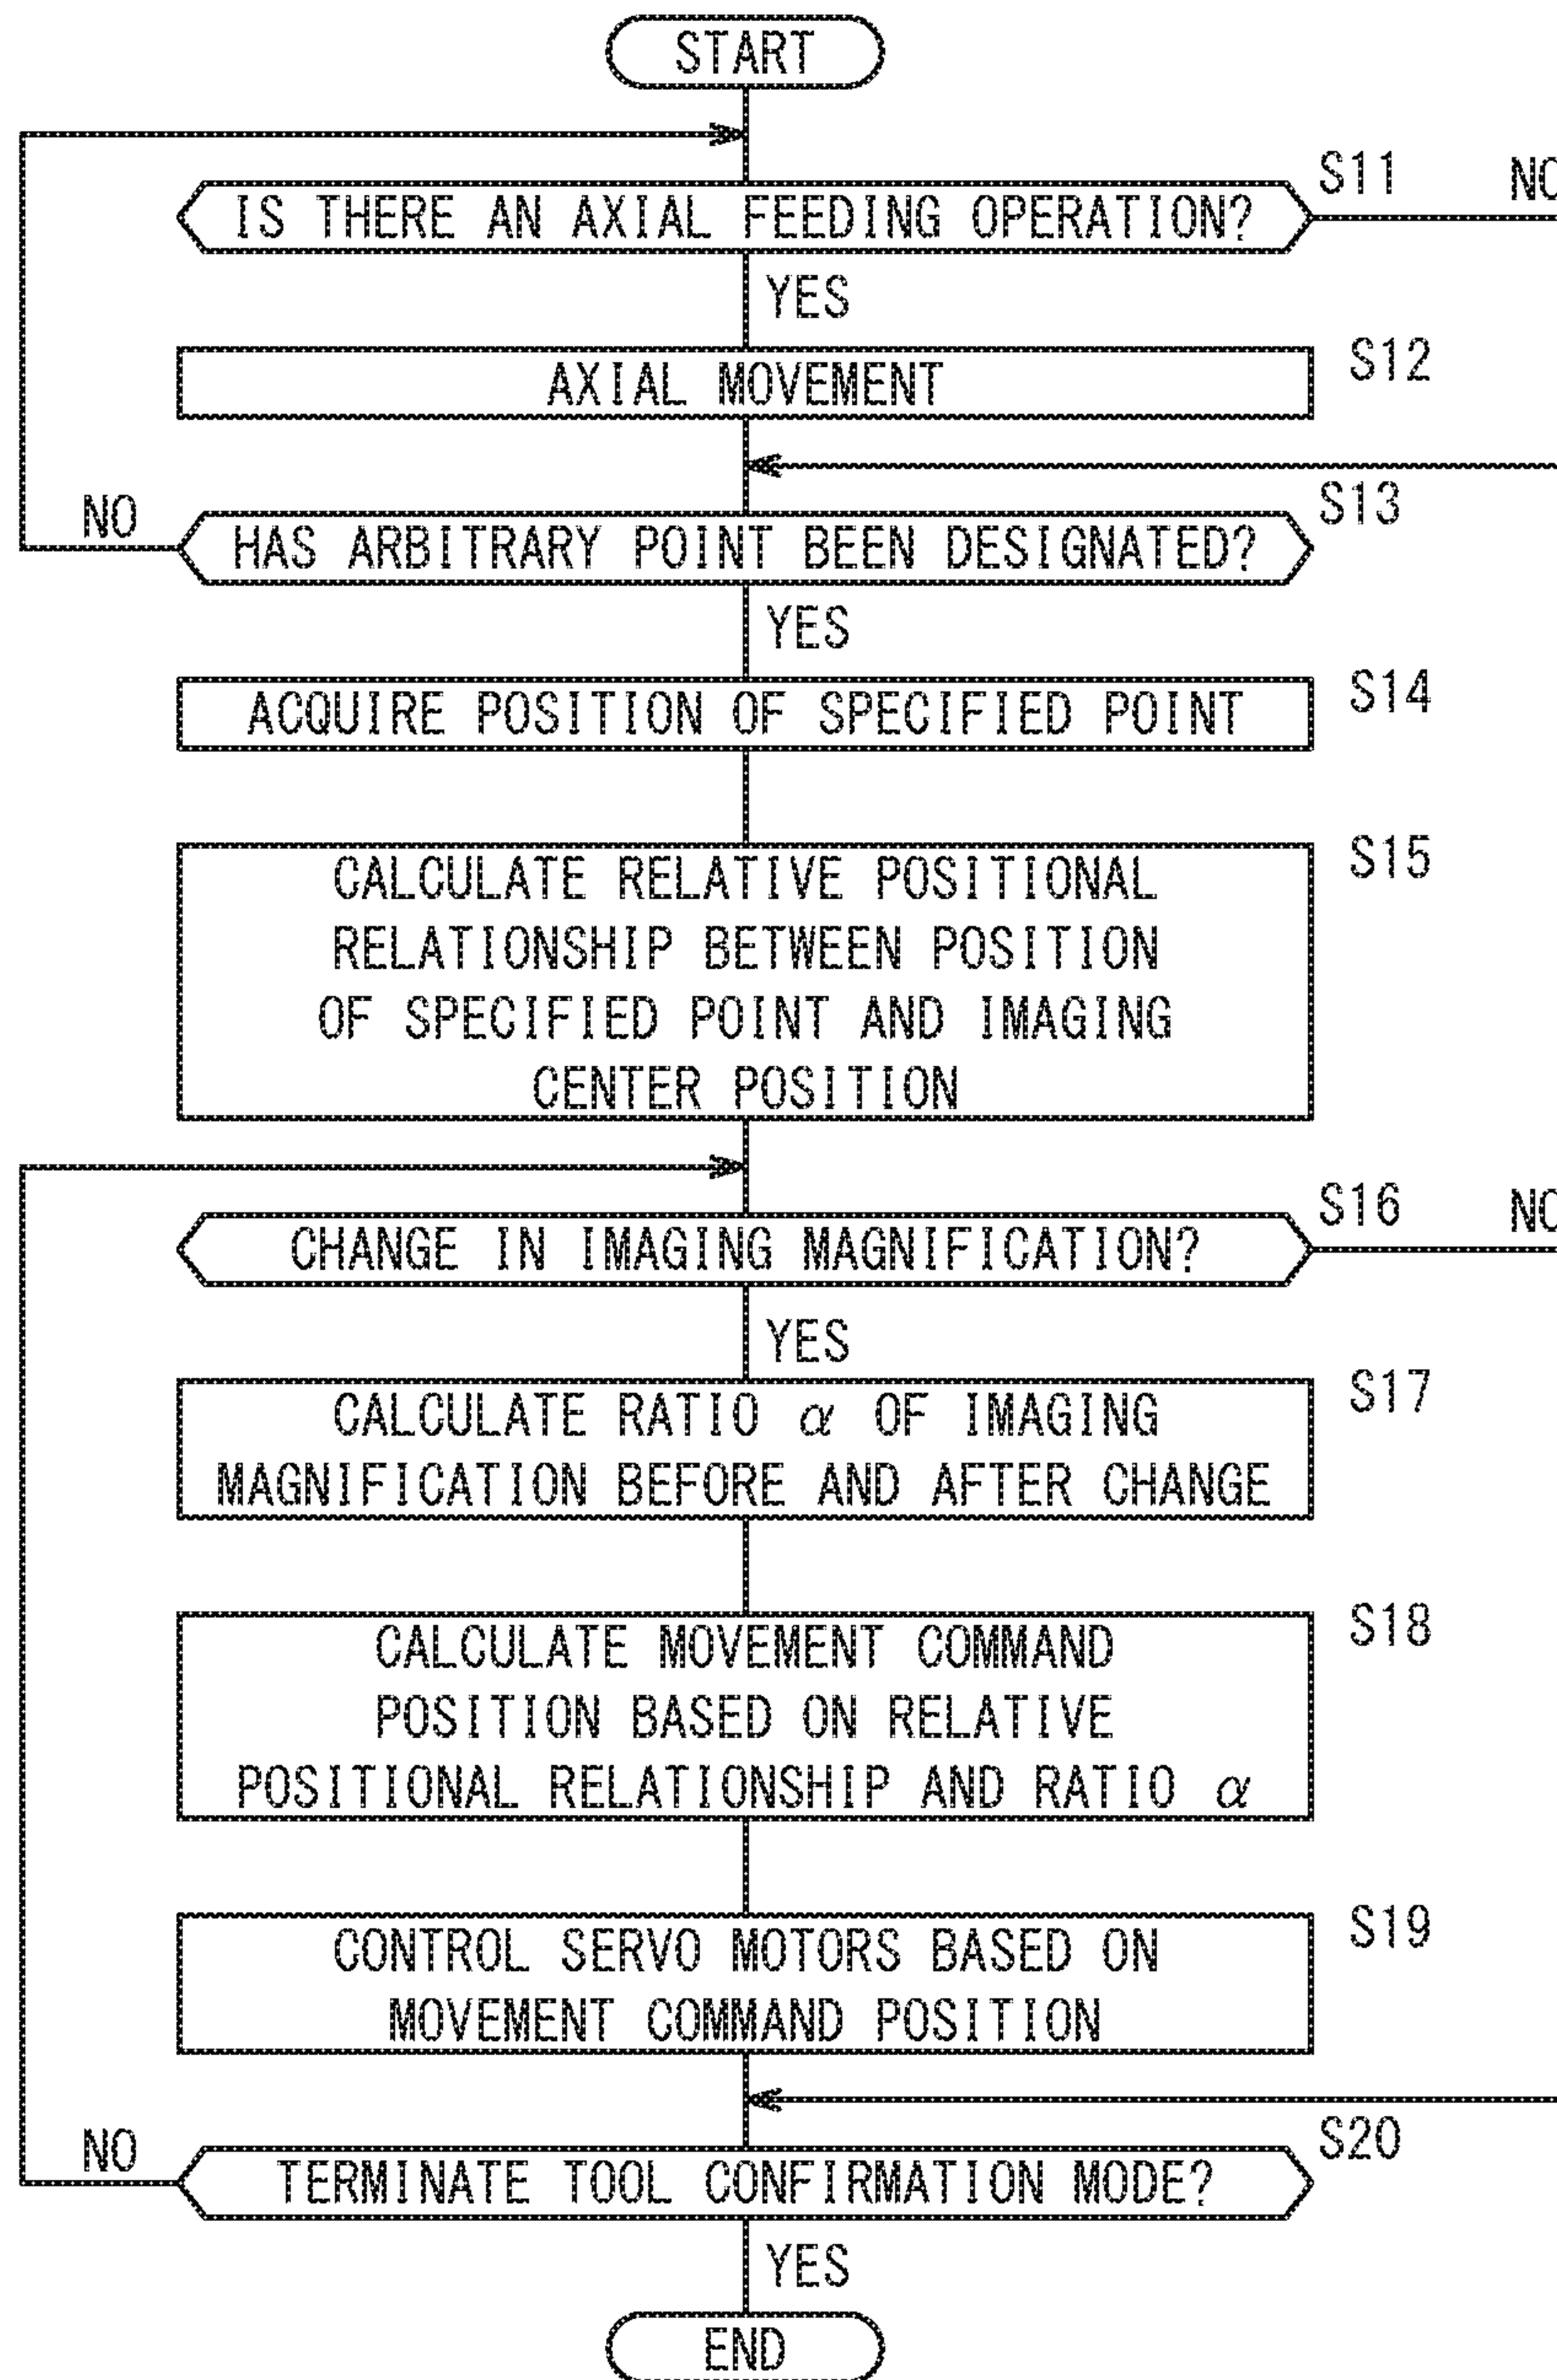 START
S11
NO
IS THERE AN AXIAL FEEDING OPERATION?
YES
S12
AXIAL MOVEMENT
S13
NO
HAS ARBITRARY POINT BEEN DESIGNATED?
YES
S14
ACQUIRE POSITION OF SPECIFIED POINT
S15
CALCULATE RELATIVE POSITIONAL
RELATIONSHIP BETWEEN POSITION
OF SPECIFIED POINT AND IMAGING
CENTER POSITION
S16
NO
CHANGE IN IMAGING MAGNIFICATION?
YES
S17
CALCULATE RATIO α OF IMAGING
MAGNIFICATION BEFORE AND AFTER CHANGE
S18
CALCULATE MOVEMENT COMMAND
POSITION BASED ON RELATIVE
POSITIONAL RELATIONSHIP AND RATIO α
S19
CONTROL SERVO MOTORS BASED ON
MOVEMENT COMMAND POSITION
S20
NO
TERMINATE TOOL CONFIRMATION MODE?
YES
END